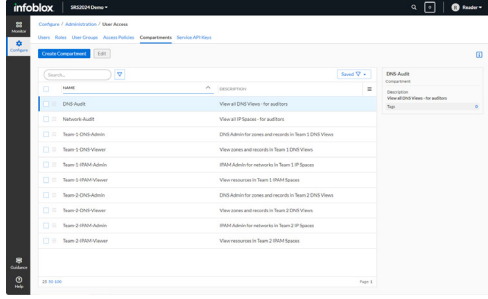 infoblox SRS2024 Demo Reader
Monitor
Configure / Administration / User Access
Users Roles User Groups Access Policies Compartments Service API Keys
Configure
Create Compartment Edit
Search... Saved
NAME DESCRIPTION
DNS-Audit View all DNS Views - for auditors
Network-Audit View all IP Spaces - for auditors
Team-1-DNS-Admin DNS Admin for zones and records in Team 1 DNS Views
Team-1-DNS-Viewer View zones and records in Team 1 DNS Views
Team-1-IPAM-Admin IPAM Admin for networks in Team 1 IP Spaces
Team-1-IPAM-Viewer View resources in Team 1 IPAM Spaces
Team-2-DNS-Admin DNS Admin for zones and records in Team 2 DNS Views
Team-2-DNS-Viewer View zones and records in Team 2 DNS Views
Team-2-IPAM-Admin IPAM Admin for networks in Team 2 IP Spaces
Team-2-IPAM-Viewer View resources in Team 2 IPAM Spaces
DNS-Audit
Compartment
Description
View all DNS Views - for auditors
Tags 0
Guidance
Help
25 50 100 Page: 1